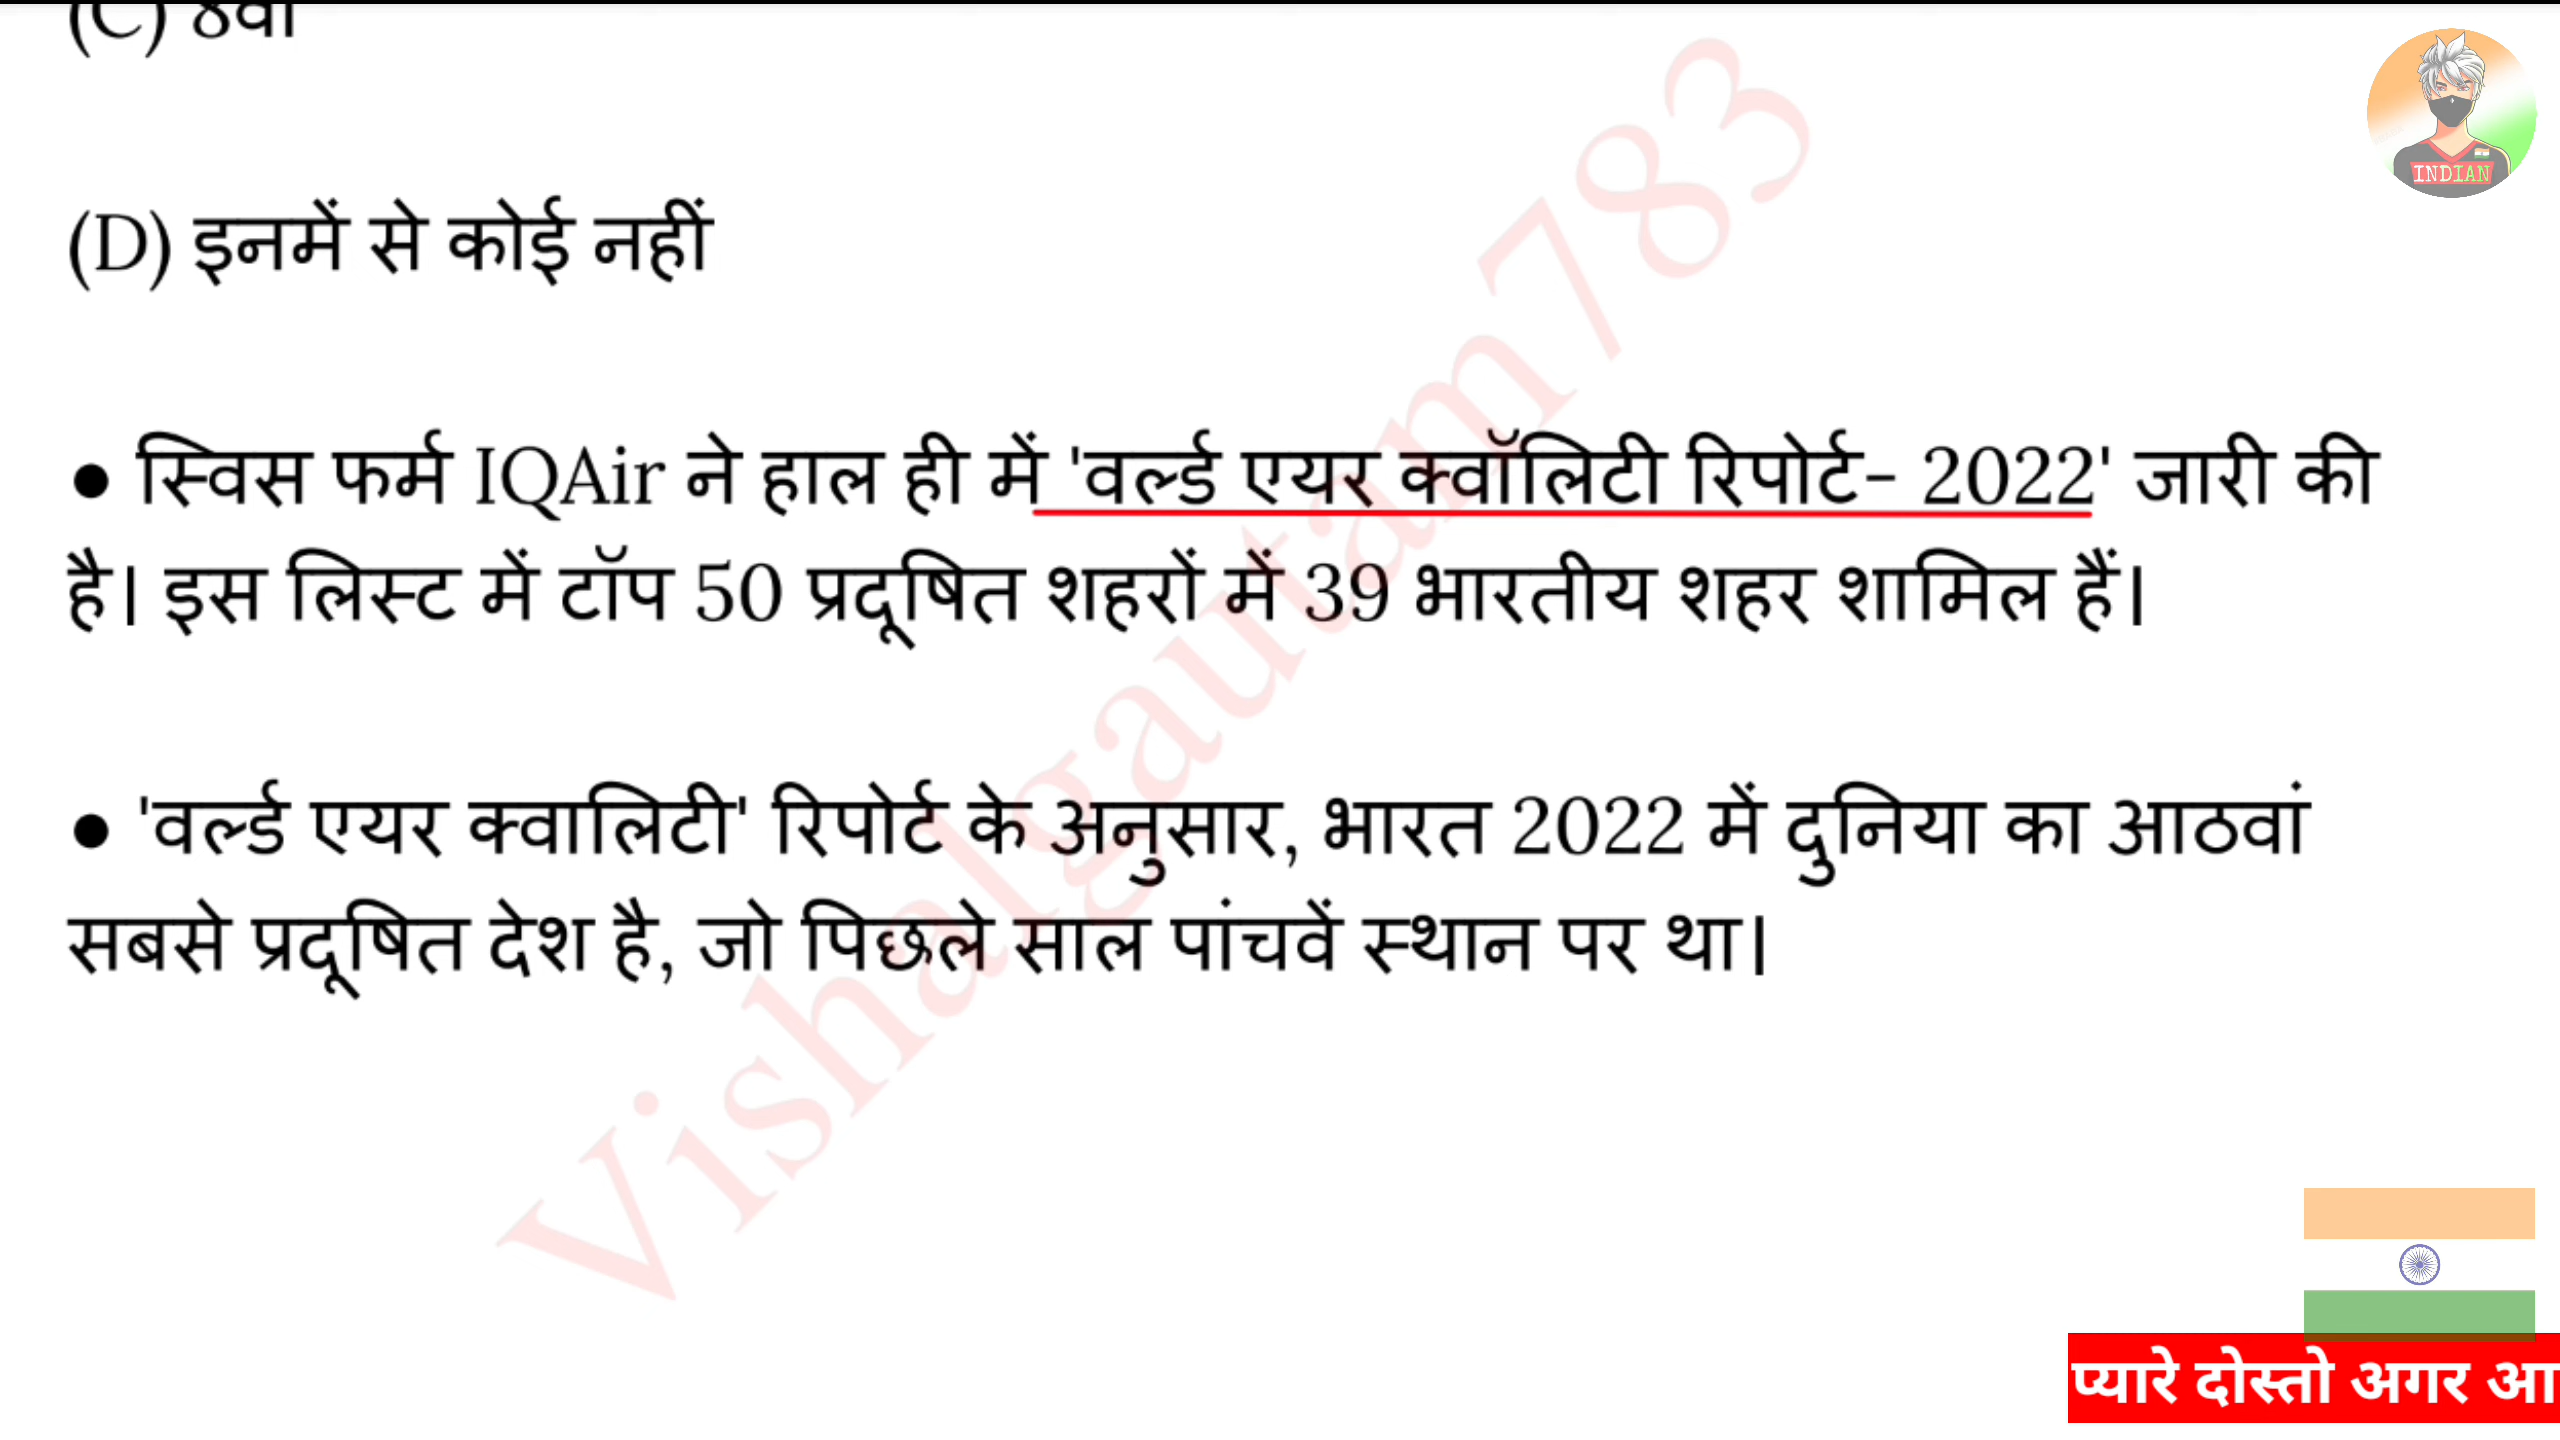 (C) 8वां
(D) इनमें से कोई नहीं
● स्विस फर्म IQAir ने हाल ही में 'वर्ल्ड एयर क्वॉलिटी रिपोर्ट- 2022' जारी की
है। इस लिस्ट में टॉप 50 प्रदूषित शहरों में 39 भारतीय शहर शामिल हैं।
● 'वर्ल्ड एयर क्वालिटी' रिपोर्ट के अनुसार, भारत 2022 में दुनिया का आठवां
सबसे प्रदूषित देश है, जो पिछले साल पांचवें स्थान पर था।
Vishalgautam783
INDIAN
प्यारे दोस्तो अगर आ